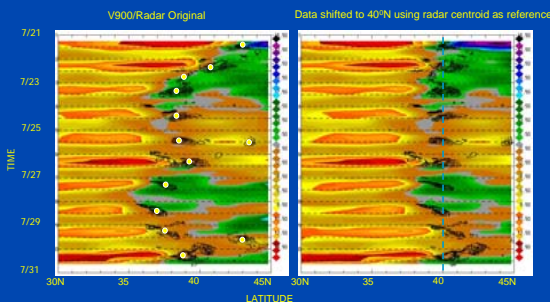 V900/Radar Original
Data shifted to 40ºN using radar centroid as reference
7/21
7/23
7/25
7/27
7/29
7/31
TIME
30N
35
40
45N
30N
35
40
45N
LATITUDE